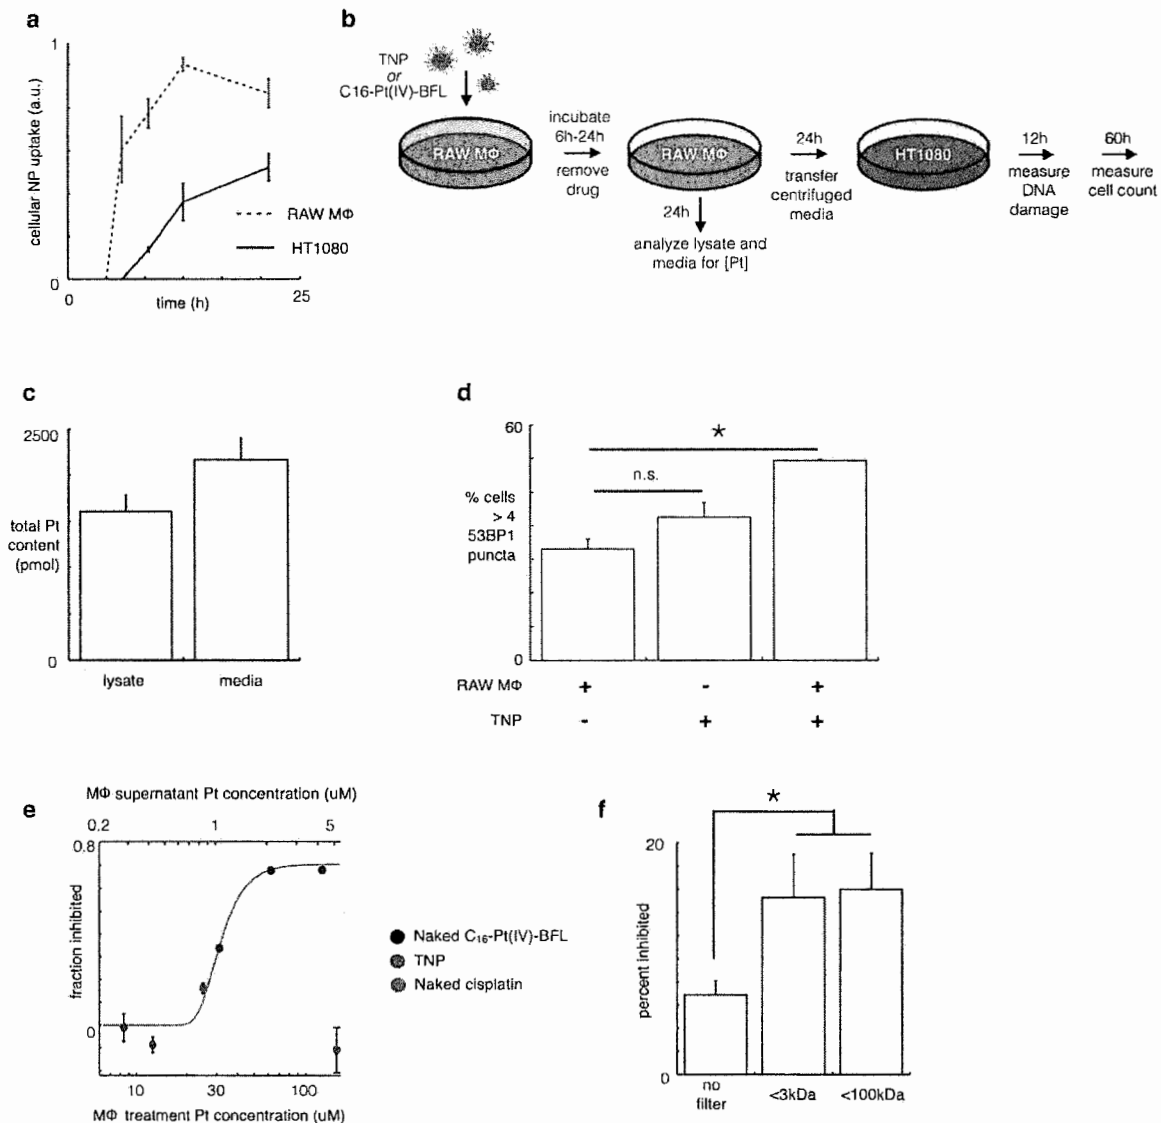 a
1
cellular NP uptake (a.u.)
RAW MΦ
HT1080
0
0
time (h)
25
b
TNP
or
C16-Pt(IV)-BFL
RAW MΦ
incubate
6h-24h
remove
drug
RAW MΦ
24h
analyze lysate and
media for [Pt]
24h
transfer
centrifuged
media
HT1080
12h
measure
DNA
damage
60h
measure
cell count
c
2500
total Pt
content
(pmol)
0
lysate
media
d
60
% cells
> 4
53BP1
puncta
0
n.s.
*
RAW MΦ + - +
TNP - + +
e
MΦ supernatant Pt concentration (uM)
0.2 1 5
0.8
fraction inhibited
0
10 30 100
MΦ treatment Pt concentration (uM)
Naked C₁₆-Pt(IV)-BFL
TNP
Naked cisplatin
f
*
20
percent inhibited
0
no
filter
<3kDa
<100kDa